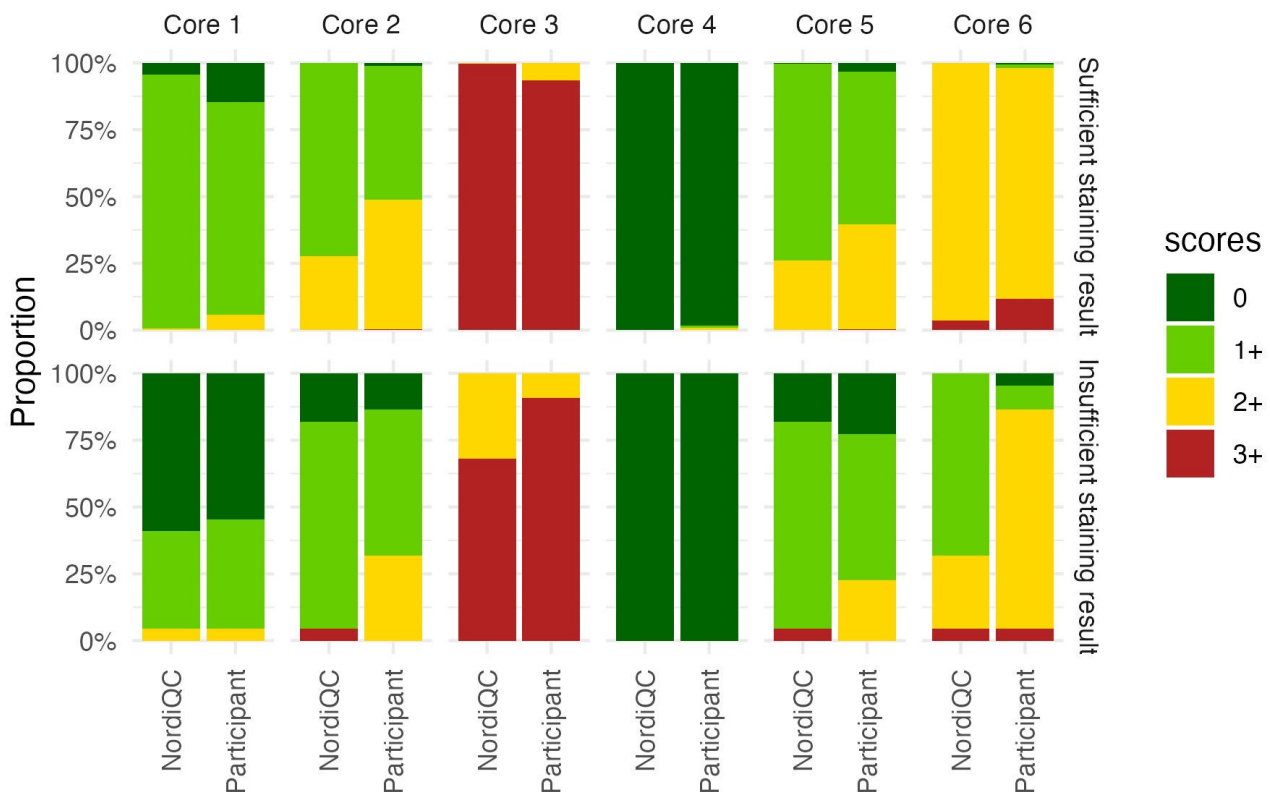 Core 1 Core 2 Core 3 Core 4 Core 5 Core 6
Proportion
100%
75%
50%
25%
0%
Sufficient staining result
100%
75%
50%
25%
0%
Insufficient staining result
NordiQC Participant NordiQC Participant NordiQC Participant NordiQC Participant NordiQC Participant NordiQC Participant
scores
0
1+
2+
3+